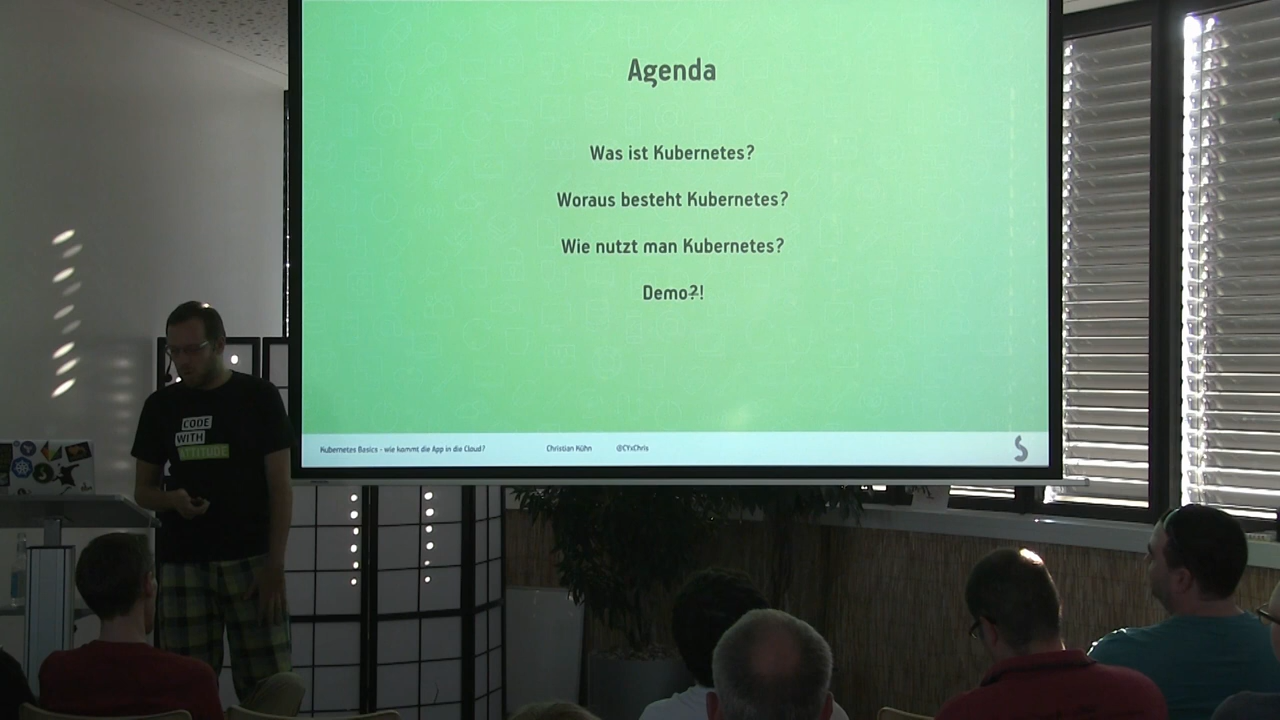 Agenda
Was ist Kubernetes?
Woraus besteht Kubernetes?
Wie nutzt man Kubernetes?
Demo?!
Kubernetes Basics - wie kommt die App in die Cloud? Christian Kühn @CYxChris
CODE
WITH
ATTITUDE